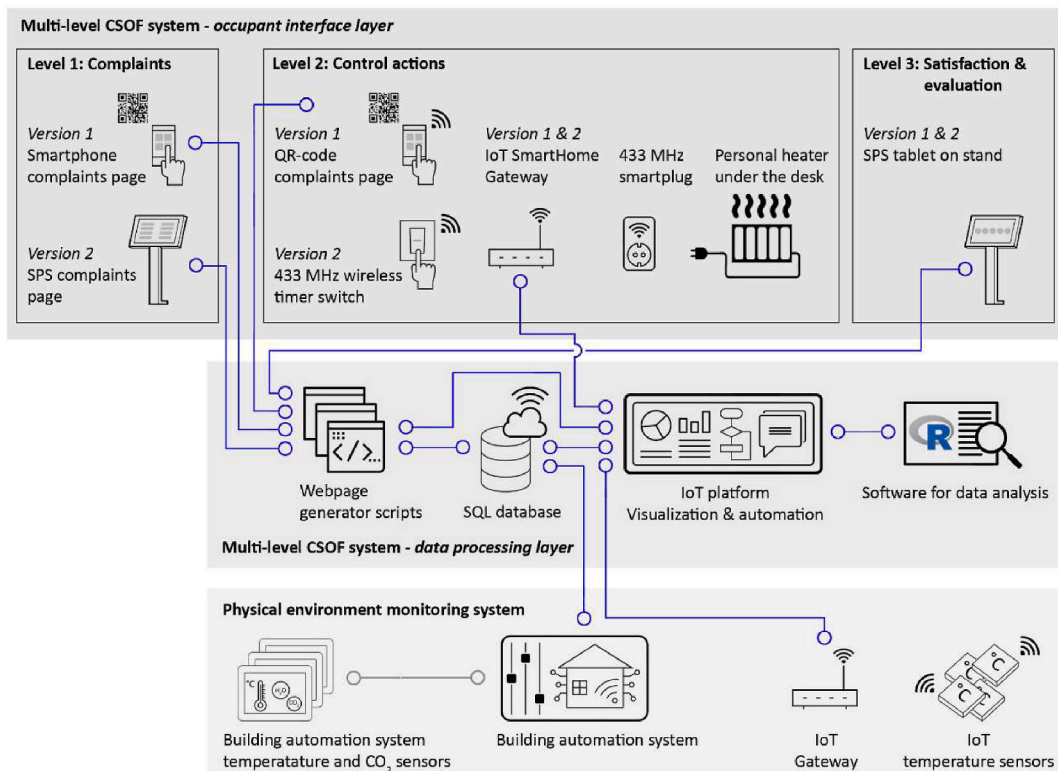 Multi-level CSOF system - occupant interface layer
Level 1: Complaints
Version 1
Smartphone
complaints page
Version 2
SPS complaints
page
Level 2: Control actions
Version 1
QR-code
complaints page
Version 2
433 MHz wireless
timer switch
Version 1 & 2
IoT SmartHome
Gateway
433 MHz
smartplug
Personal heater
under the desk
Level 3: Satisfaction &
evaluation
Version 1 & 2
SPS tablet on stand
</>...
Webpage
generator scripts
SQL database
IoT platform
Visualization & automation
R
Software for data analysis
Multi-level CSOF system - data processing layer
Physical environment monitoring system
°C
H₂O
CO₂
Building automation system
temperatature and CO₂ sensors
Building automation system
IoT
Gateway
°C
°C
°C
°C
IoT
temperature sensors